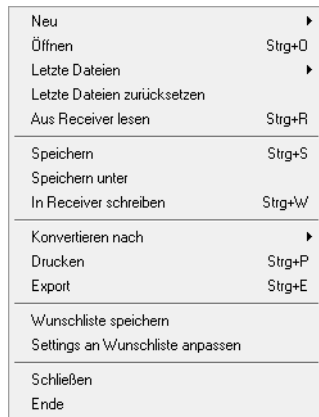 Neu
Öffnen Strg+O
Letzte Dateien
Letzte Dateien zurücksetzen
Aus Receiver lesen Strg+R
Speichern Strg+S
Speichern unter
In Receiver schreiben Strg+W
Konvertieren nach
Drucken Strg+P
Export Strg+E
Wunschliste speichern
Settings an Wunschliste anpassen
Schließen
Ende